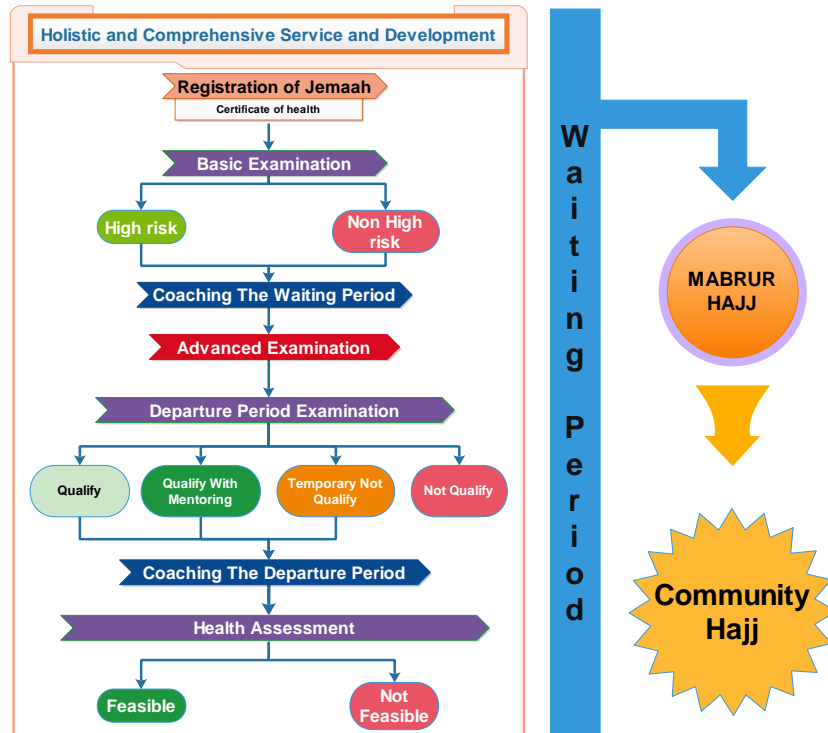 Holistic and Comprehensive Service and Development
Registration of Jemaah
Certificate of health
Basic Examination
High risk
Non High
risk
Coaching The Waiting Period
Advanced Examination
Departure Period Examination
Qualify
Qualify With
Mentoring
Temporary Not
Qualify
Not Qualify
Coaching The Departure Period
Health Assessment
Feasible
Not
Feasible
Waiting Period
MABRUR
HAJJ
Community
Hajj